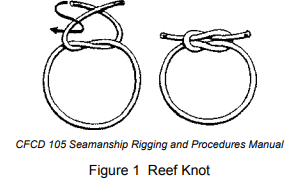 CFCD 105 Seamanship Rigging and Procedures Manual
Figure 1 Reef Knot